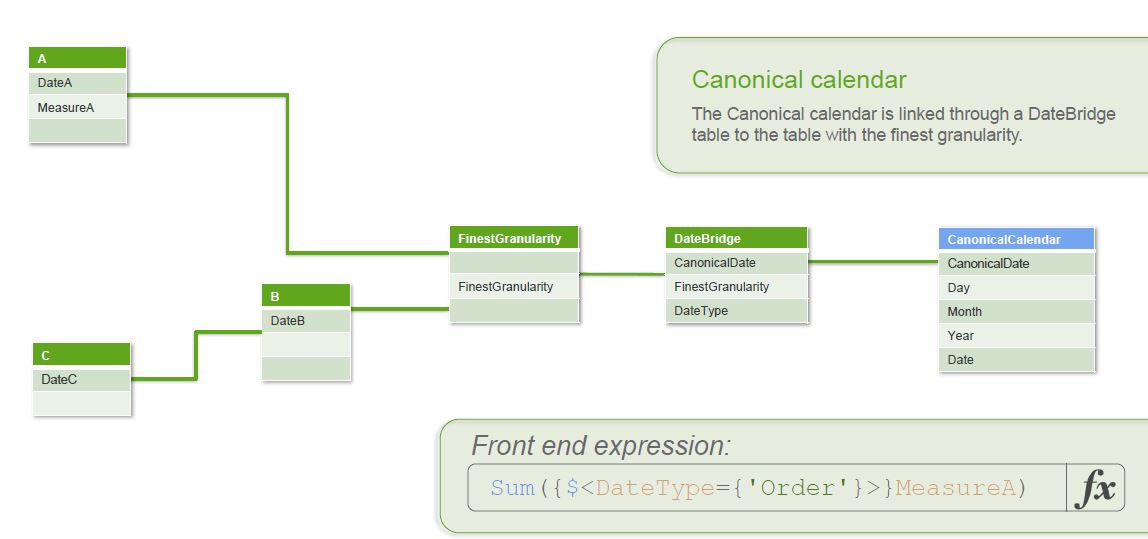 A
DateA
MeasureA
Canonical calendar
The Canonical calendar is linked through a DateBridge
table to the table with the finest granularity.
FinestGranularity
FinestGranularity
DateBridge
CanonicalDate
FinestGranularity
DateType
CanonicalCalendar
CanonicalDate
Day
Month
Year
Date
B
DateB
C
DateC
Front end expression:
Sum({$<DateType={'Order'}>}MeasureA)
fx